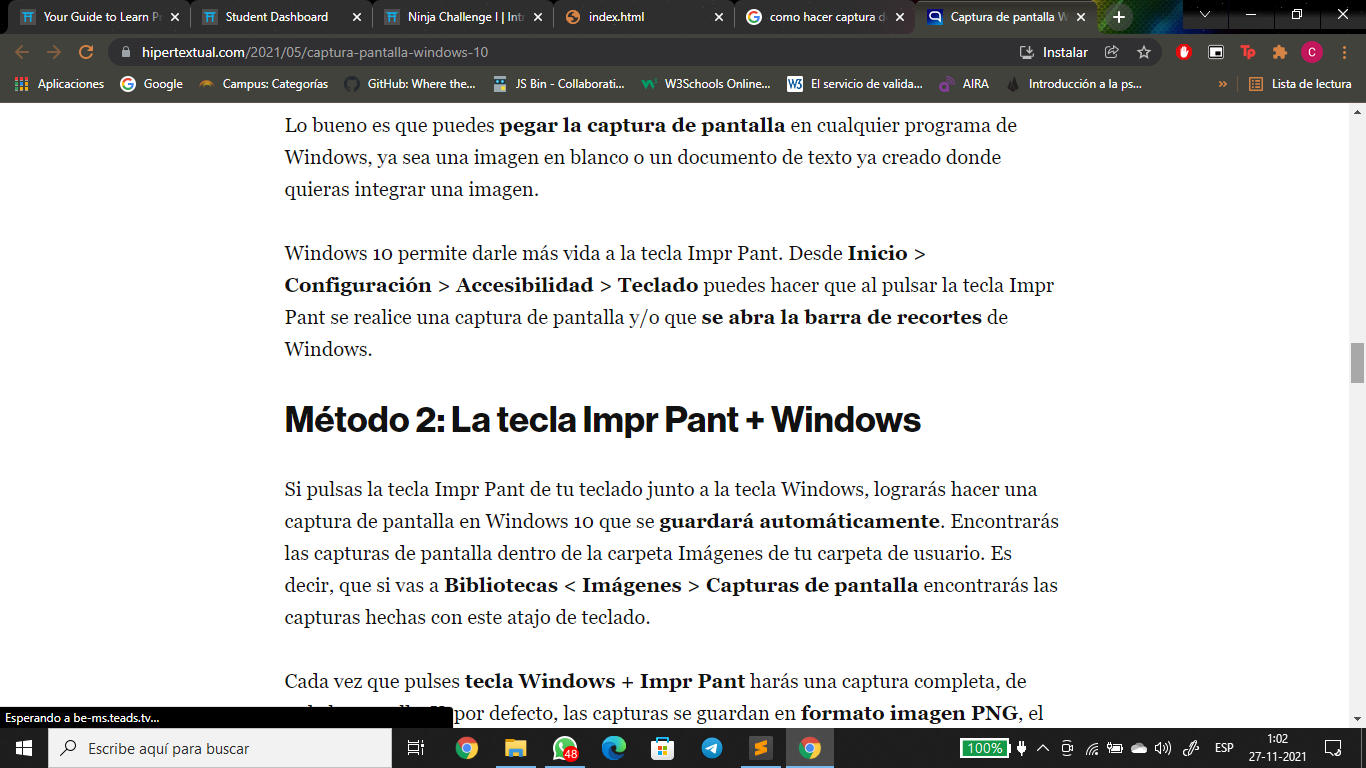 Your Guide to Learn P
Student Dashboard
Ninja Challenge I | Int
index.html
como hacer captura d
Captura de pantalla W
hipertextual.com/2021/05/captura-pantalla-windows-10
Instalar
Aplicaciones
Google
Campus: Categorías
GitHub: Where the...
JS Bin - Collaborati...
W3Schools Online...
El servicio de valida...
AIRA
Introducción a la ps...
»
Lista de lectura
Lo bueno es que puedes pegar la captura de pantalla en cualquier programa de
Windows, ya sea una imagen en blanco o un documento de texto ya creado donde
quieras integrar una imagen.
Windows 10 permite darle más vida a la tecla Impr Pant. Desde Inicio >
Configuración > Accesibilidad > Teclado puedes hacer que al pulsar la tecla Impr
Pant se realice una captura de pantalla y/o que se abra la barra de recortes de
Windows.
Método 2: La tecla Impr Pant + Windows
Si pulsas la tecla Impr Pant de tu teclado junto a la tecla Windows, lograrás hacer una
captura de pantalla en Windows 10 que se guardará automáticamente. Encontrarás
las capturas de pantalla dentro de la carpeta Imágenes de tu carpeta de usuario. Es
decir, que si vas a Bibliotecas < Imágenes > Capturas de pantalla encontrarás las
capturas hechas con este atajo de teclado.
Cada vez que pulses tecla Windows + Impr Pant harás una captura completa, de
por defecto, las capturas se guardan en formato imagen PNG, el
Esperando a be-ms.teads.tv...
Escribe aquí para buscar
48
100%
ESP
1:02
27-11-2021